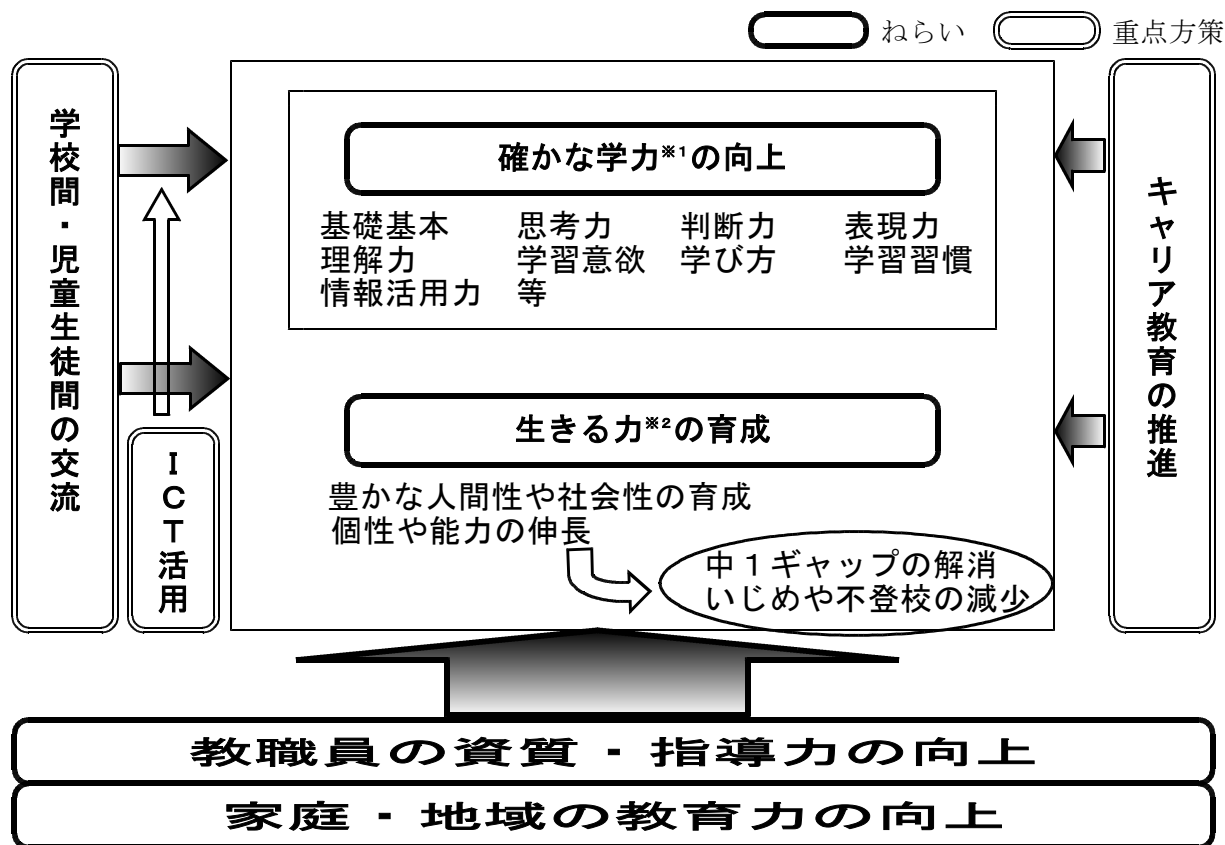 ねらい
重点方策
学校間・児童生徒間の交流
ICT活用
確かな学力※1の向上
基礎基本 思考力 判断力 表現力
理解力 学習意欲 学び方 学習習慣
情報活用力 等
生きる力※2の育成
豊かな人間性や社会性の育成
個性や能力の伸長
中1ギャップの解消
いじめや不登校の減少
キャリア教育の推進
教職員の資質・指導力の向上
家庭・地域の教育力の向上